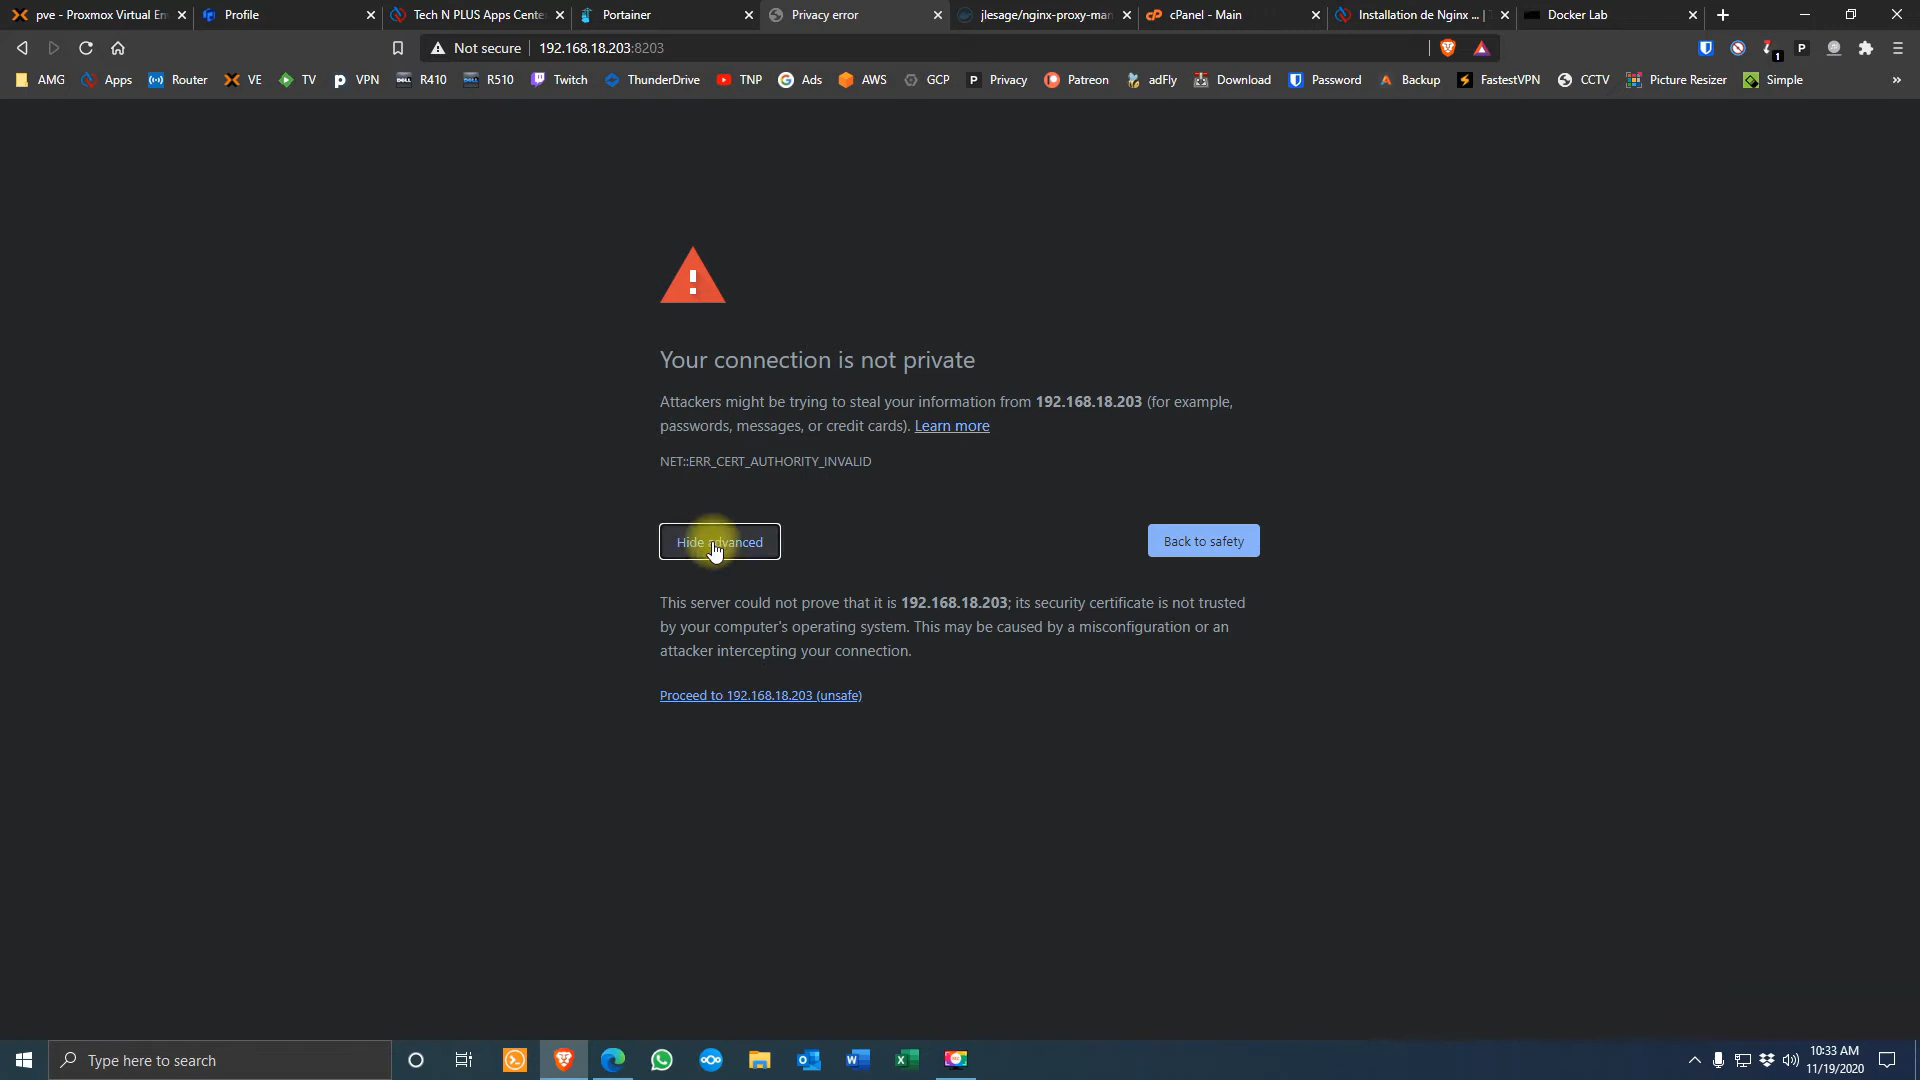 pve - Proxmox Virtual En
Profile
Tech N PLUS Apps Cente
Portainer
Privacy error
jlesage/nginx-proxy-mar
cPanel - Main
Installation de Nginx ... |
Docker Lab
Not secure
192.168.18.203:8203
1
P
AMG
Apps
Router
VE
TV
VPN
R410
R510
Twitch
ThunderDrive
TNP
Ads
AWS
GCP
Privacy
Patreon
adFly
Download
Password
Backup
FastestVPN
CCTV
Picture Resizer
Simple
»
Your connection is not private
Attackers might be trying to steal your information from 192.168.18.203 (for example,
passwords, messages, or credit cards). Learn more
NET::ERR_CERT_AUTHORITY_INVALID
Hide advanced
Back to safety
This server could not prove that it is 192.168.18.203; its security certificate is not trusted
by your computer's operating system. This may be caused by a misconfiguration or an
attacker intercepting your connection.
Proceed to 192.168.18.203 (unsafe)
Type here to search
10:33 AM
11/19/2020